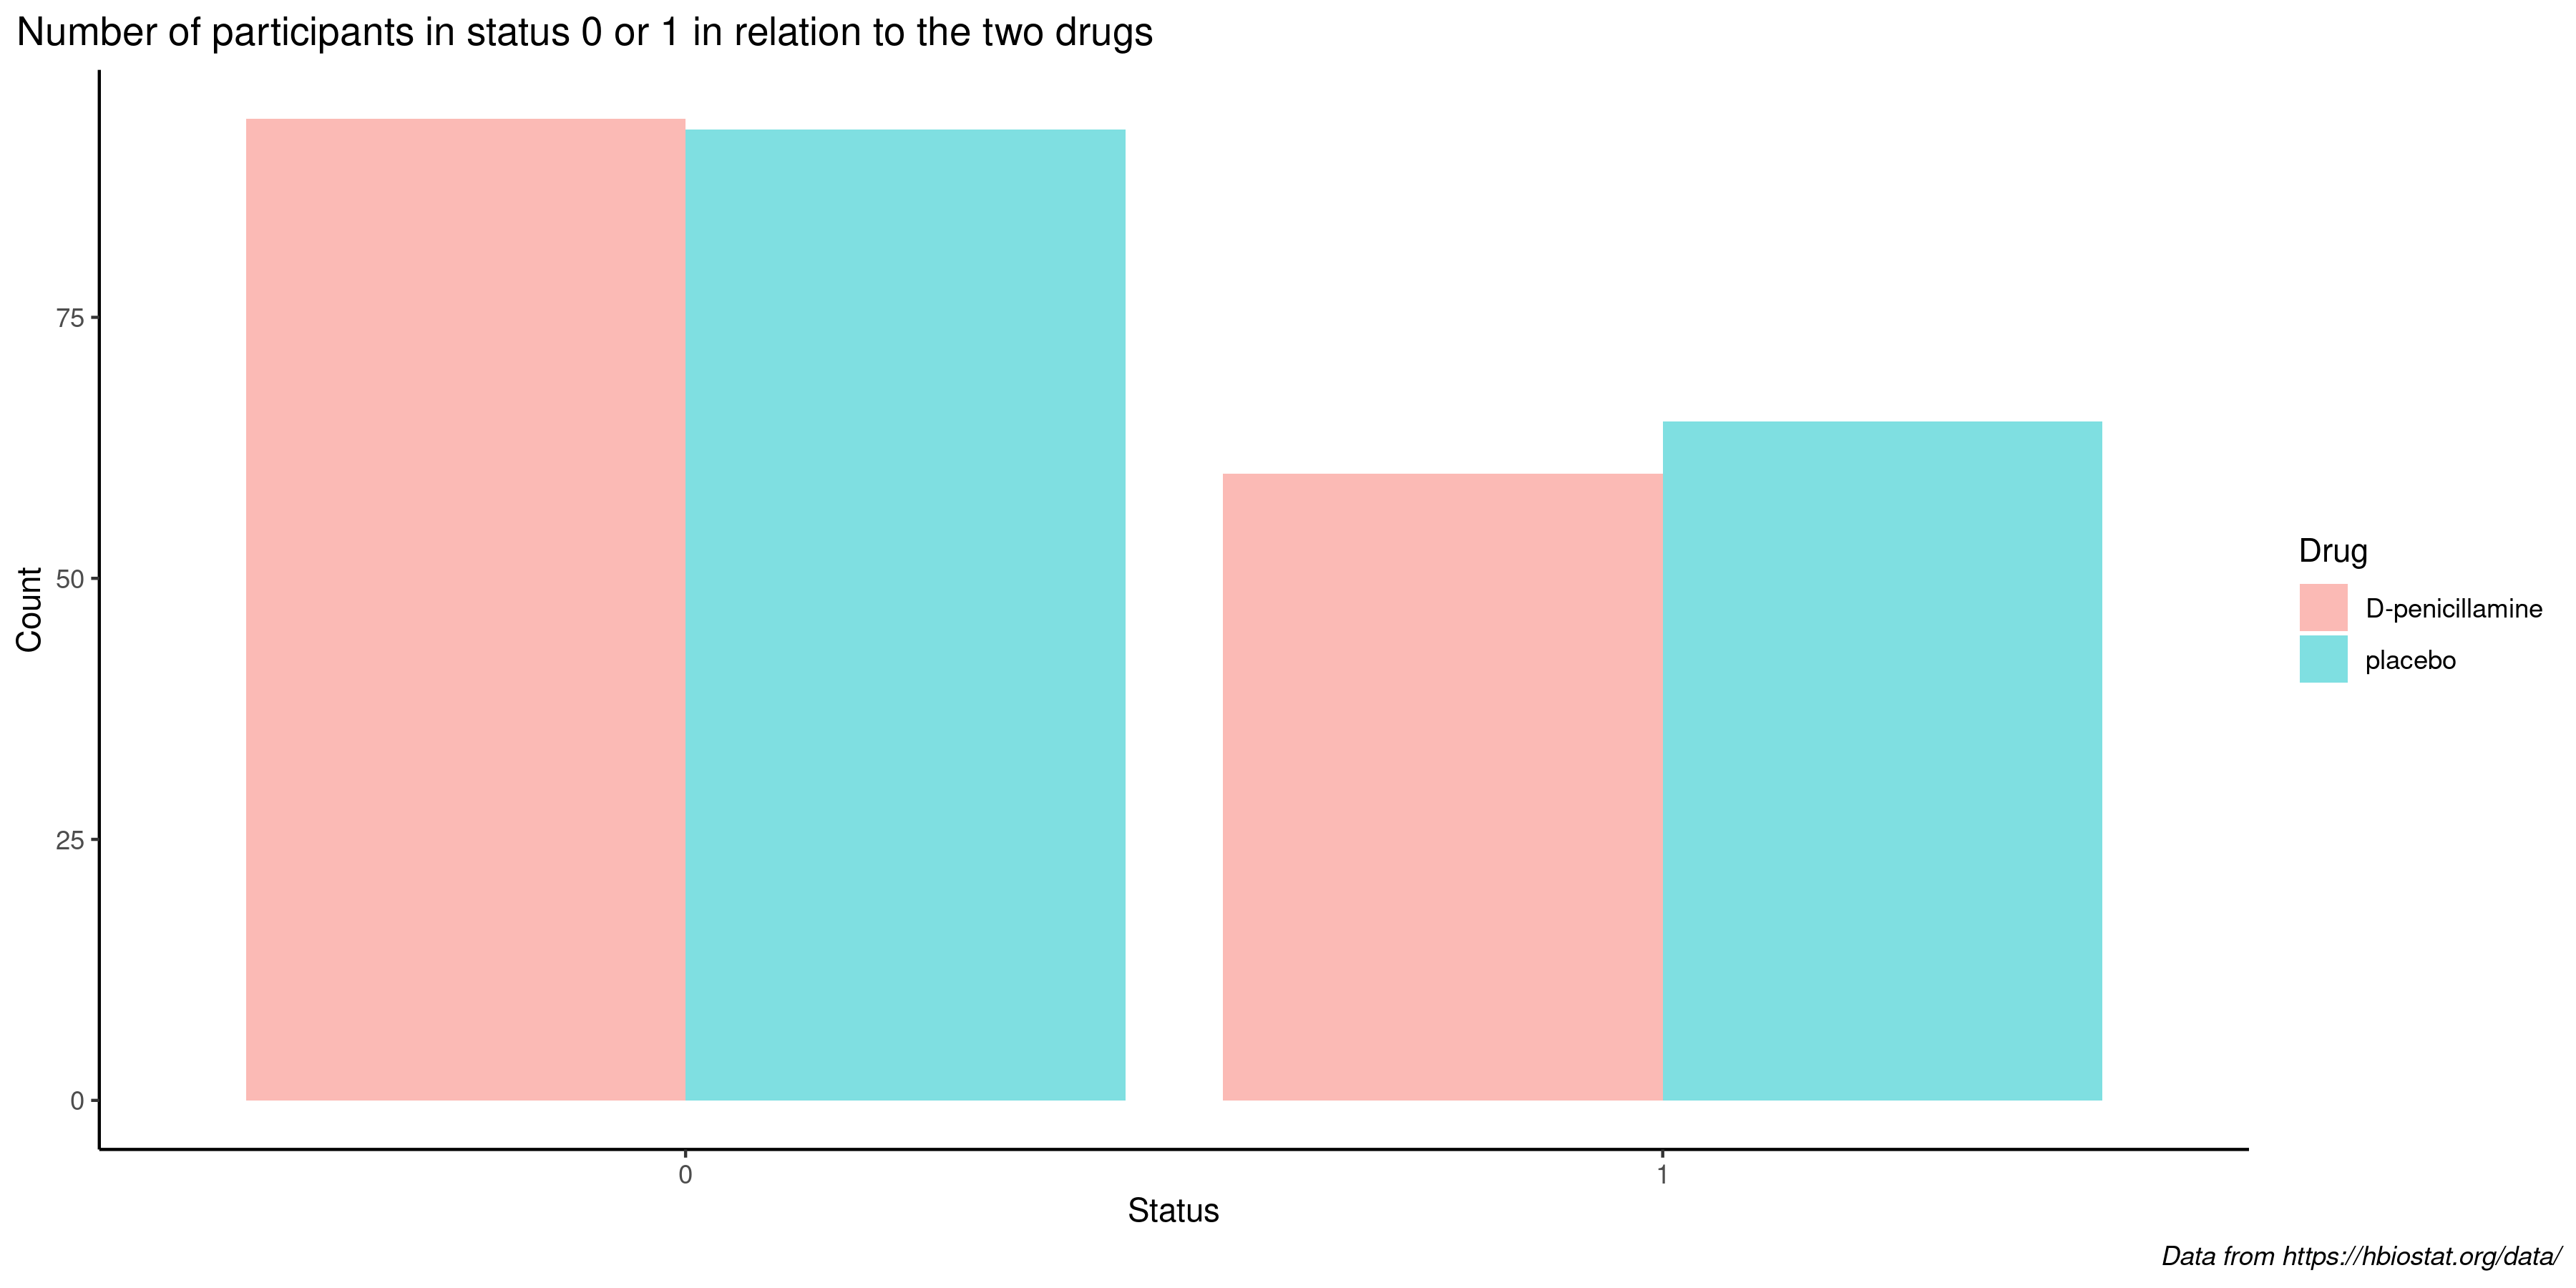 Number of participants in status 0 or 1 in relation to the two drugs
75
50
25
0
Count
0
1
Status
Drug
D-penicillamine
placebo
Data from https://hbiostat.org/data/